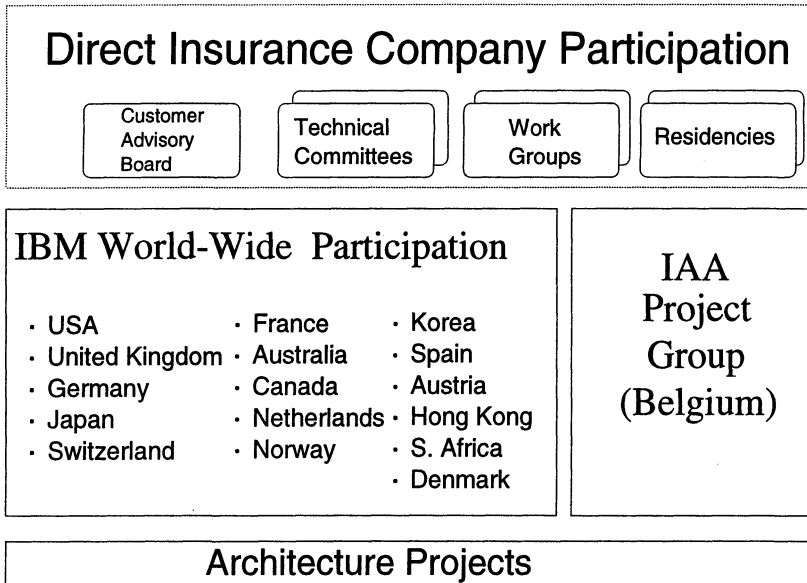 Direct Insurance Company Participation
Customer
Advisory
Board
Technical
Committees
Work
Groups
Residencies
IBM World-Wide Participation
· USA
· United Kingdom
· Germany
· Japan
· Switzerland
· France
· Australia
· Canada
· Netherlands
· Norway
· Korea
· Spain
· Austria
· Hong Kong
· S. Africa
· Denmark
IAA
Project
Group
(Belgium)
Architecture Projects